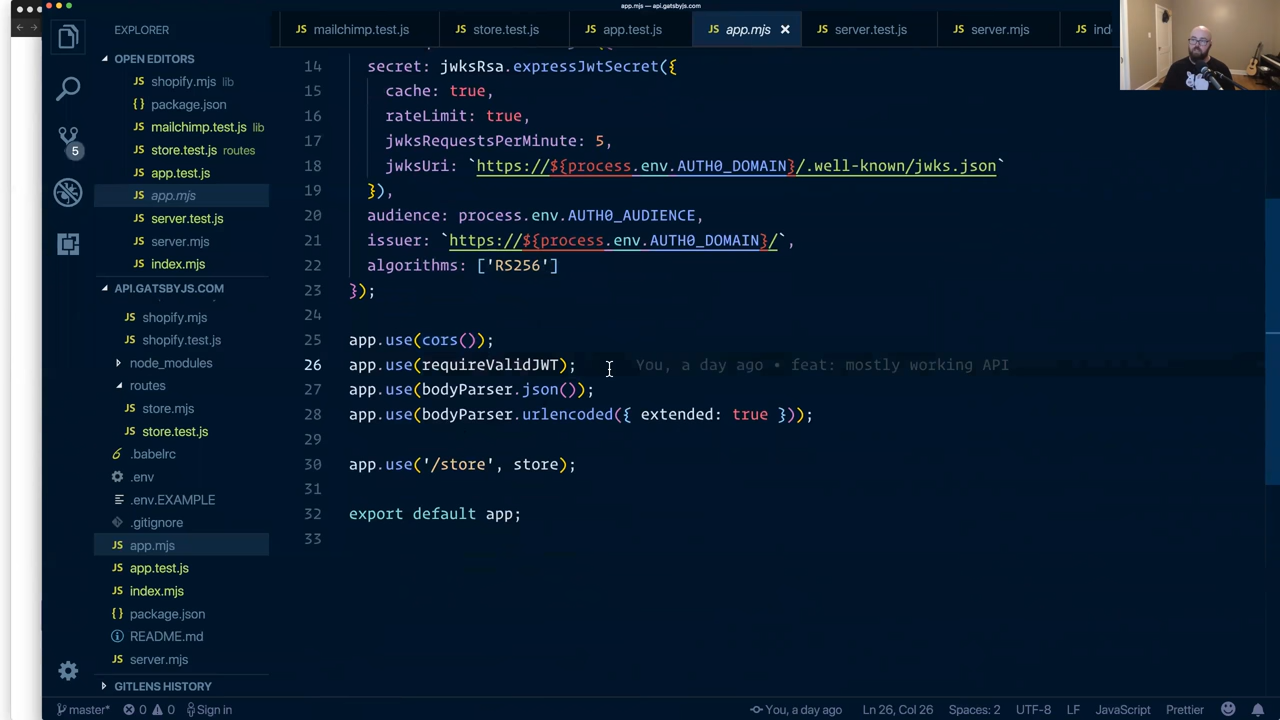 app.mjs — api.gatsbyjs.com
EXPLORER
OPEN EDITORS
JS shopify.mjs lib
{} package.json
JS mailchimp.test.js lib
JS store.test.js routes
JS app.test.js
JS app.mjs
JS server.test.js
JS server.mjs
JS index.mjs
API.GATSBYJS.COM
JS shopify.mjs
JS shopify.test.js
node_modules
routes
JS store.mjs
JS store.test.js
.babelrc
.env
.env.EXAMPLE
.gitignore
JS app.mjs
JS app.test.js
JS index.mjs
{} package.json
README.md
JS server.mjs
GITLENS HISTORY
5
JS mailchimp.test.js
JS store.test.js
JS app.test.js
JS app.mjs
JS server.test.js
JS server.mjs
JS ind
14 secret: jwksRsa.expressJwtSecret({
15 cache: true,
16 rateLimit: true,
17 jwksRequestsPerMinute: 5,
18 jwksUri: `https://${process.env.AUTH0_DOMAIN}/.well-known/jwks.json`
19 }),
20 audience: process.env.AUTH0_AUDIENCE,
21 issuer: `https://${process.env.AUTH0_DOMAIN}/`,
22 algorithms: ['RS256']
23 });
24
25 app.use(cors());
26 app.use(requireValidJWT); You, a day ago • feat: mostly working API
27 app.use(bodyParser.json());
28 app.use(bodyParser.urlencoded({ extended: true }));
29
30 app.use('/store', store);
31
32 export default app;
33
master* 0 0 Sign in You, a day ago Ln 26, Col 26 Spaces: 2 UTF-8 LF JavaScript Prettier